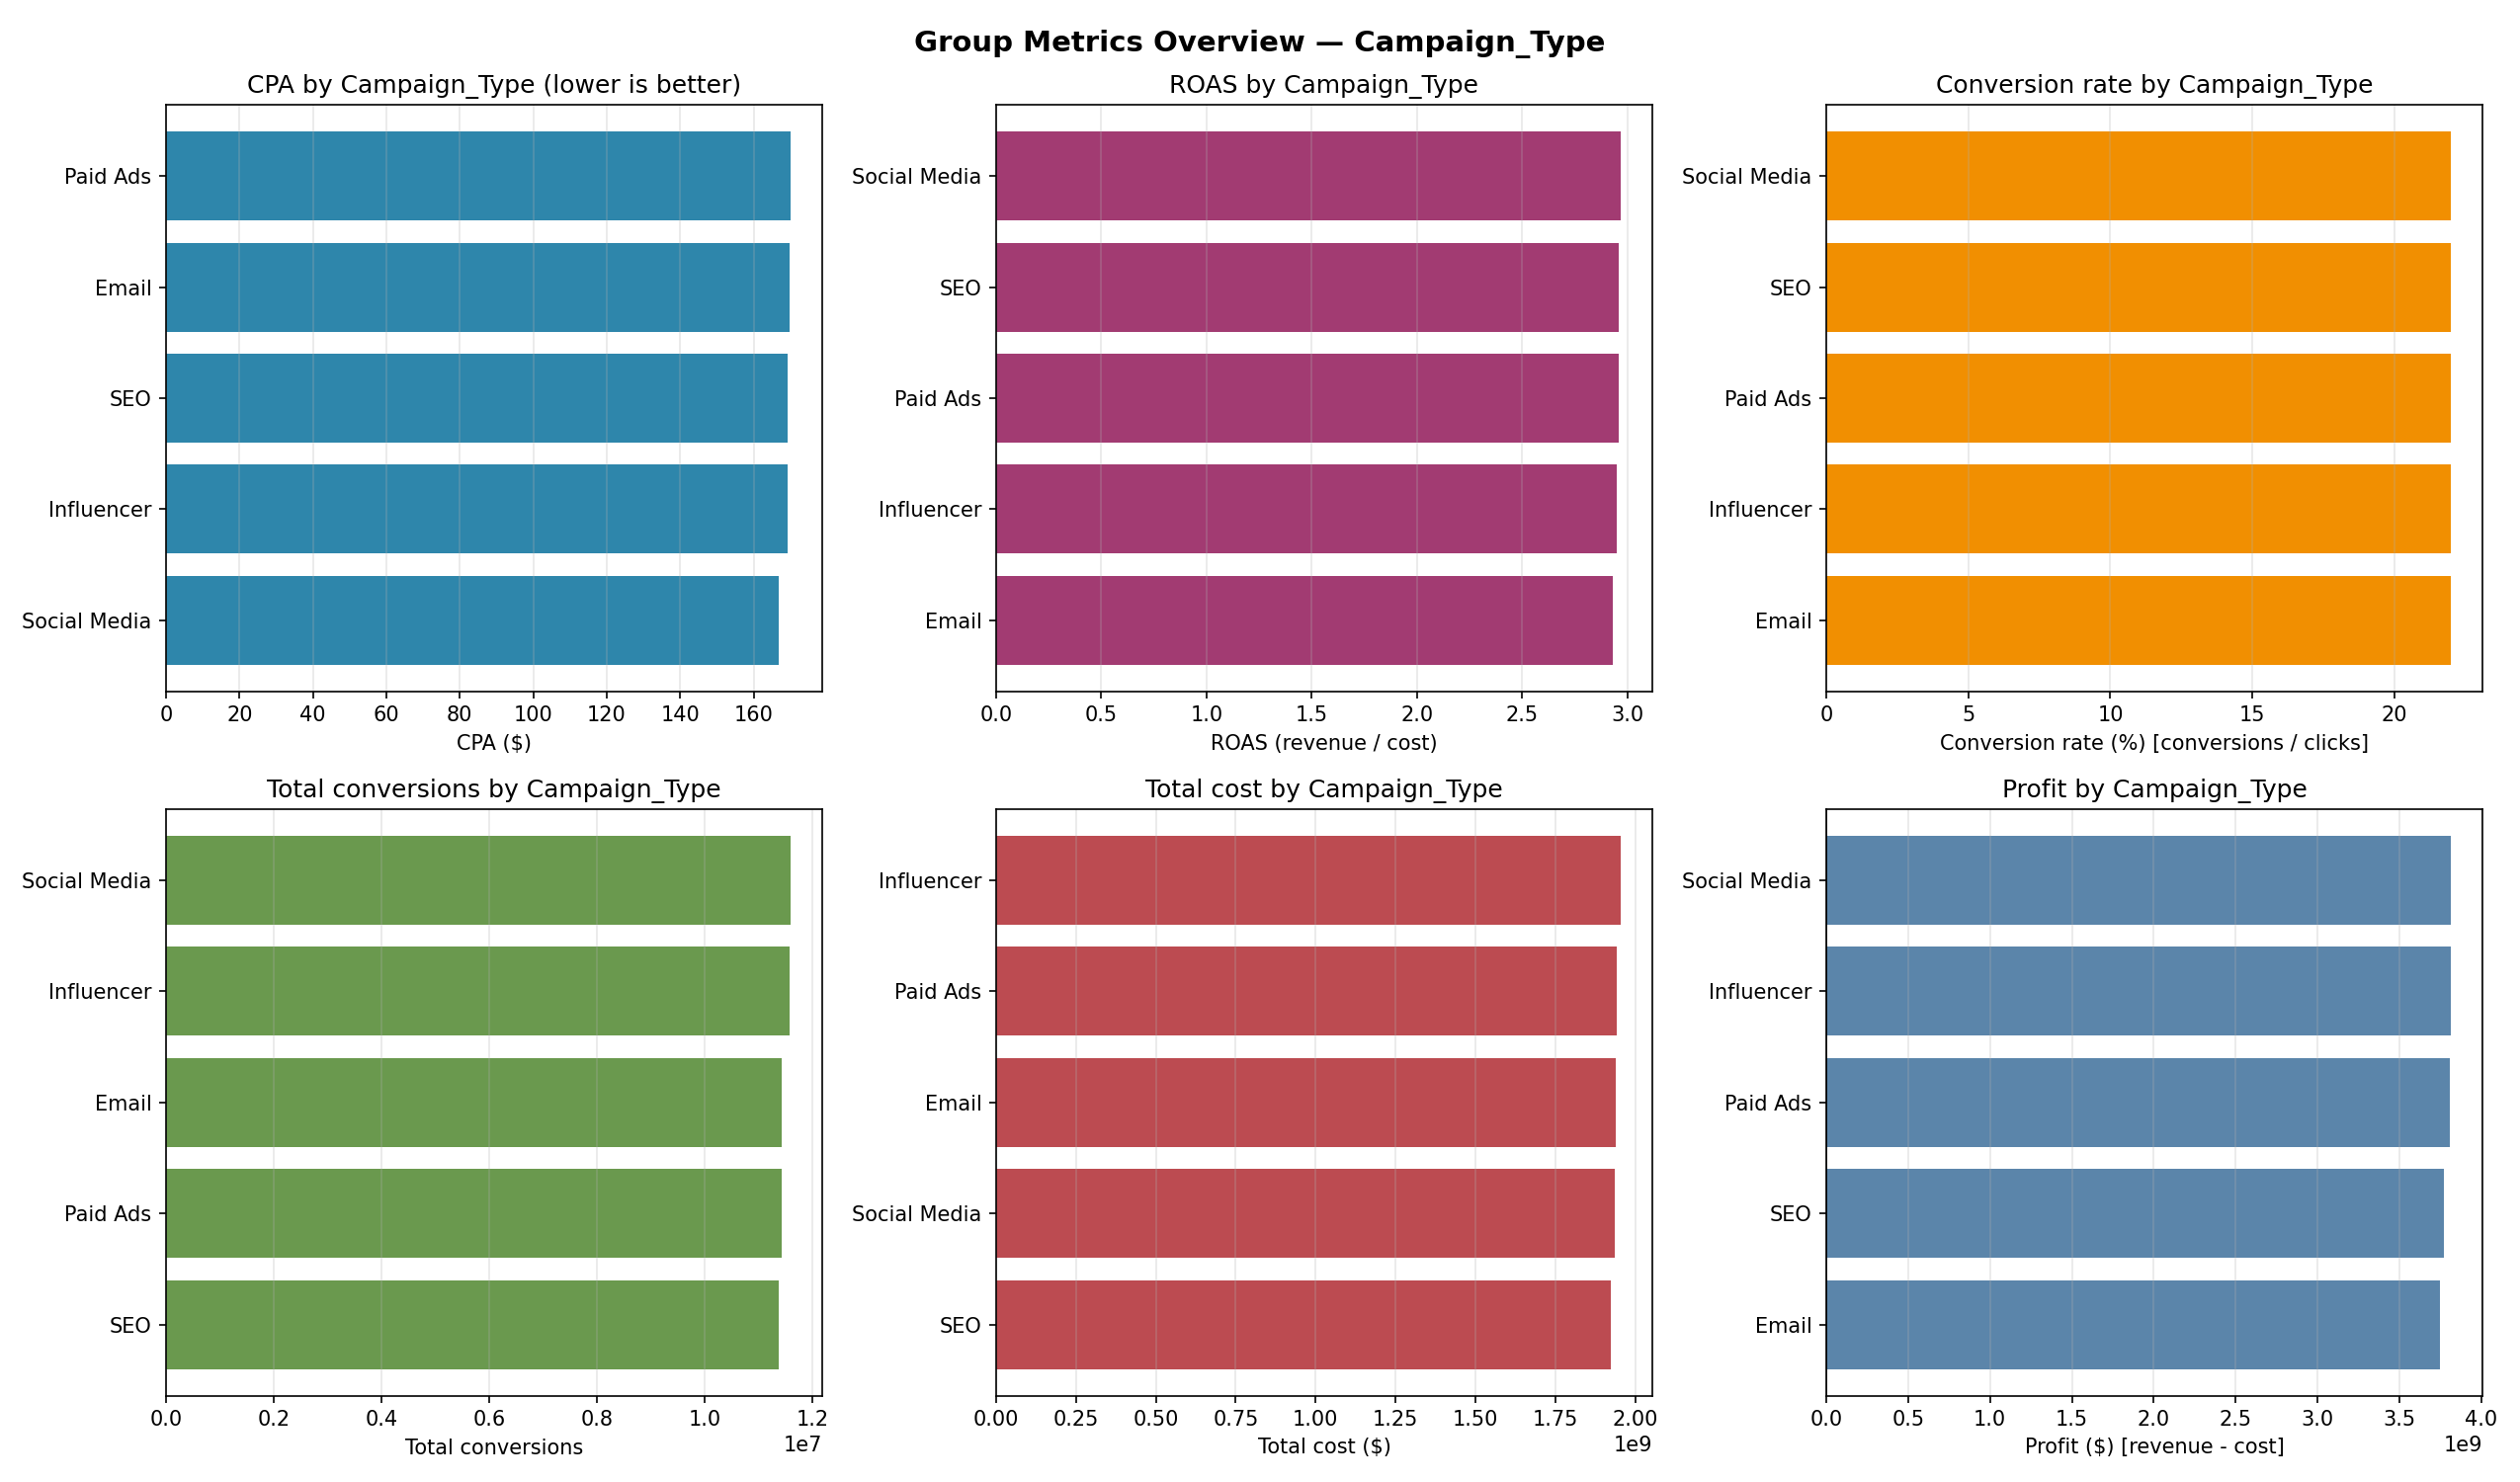 Group Metrics Overview — Campaign_Type
CPA by Campaign_Type (lower is better)
Paid Ads
Email
SEO
Influencer
Social Media
0 20 40 60 80 100 120 140 160
CPA ($)
ROAS by Campaign_Type
Social Media
SEO
Paid Ads
Influencer
Email
0.0 0.5 1.0 1.5 2.0 2.5 3.0
ROAS (revenue / cost)
Conversion rate by Campaign_Type
Social Media
SEO
Paid Ads
Influencer
Email
0 5 10 15 20
Conversion rate (%) [conversions / clicks]
Total conversions by Campaign_Type
Social Media
Influencer
Email
Paid Ads
SEO
0.0 0.2 0.4 0.6 0.8 1.0 1.2
1e7
Total conversions
Total cost by Campaign_Type
Influencer
Paid Ads
Email
Social Media
SEO
0.00 0.25 0.50 0.75 1.00 1.25 1.50 1.75 2.00
1e9
Total cost ($)
Profit by Campaign_Type
Social Media
Influencer
Paid Ads
SEO
Email
0.0 0.5 1.0 1.5 2.0 2.5 3.0 3.5 4.0
1e9
Profit ($) [revenue - cost]